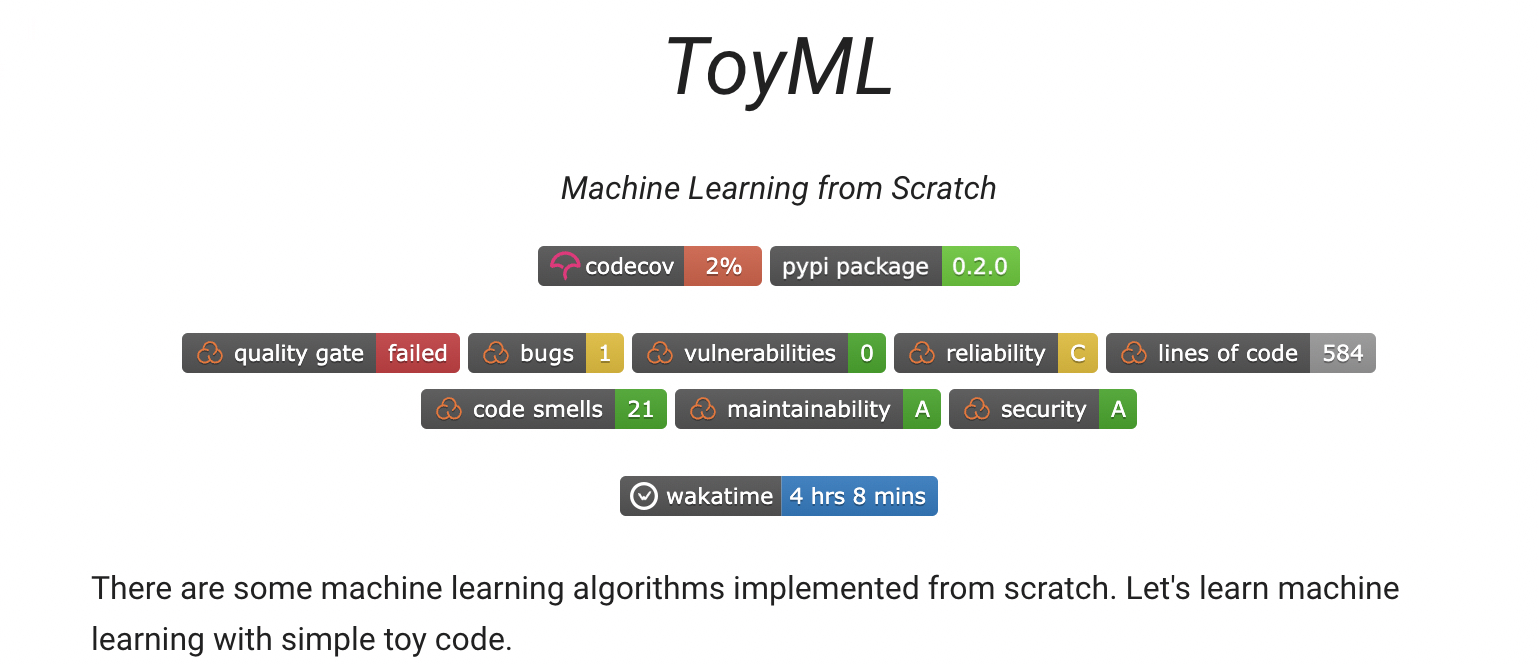 ToyML
Machine Learning from Scratch
codecov 2% pypi package 0.2.0
quality gate failed bugs 1 vulnerabilities 0 reliability C lines of code 584
code smells 21 maintainability A security A
wakatime 4 hrs 8 mins
There are some machine learning algorithms implemented from scratch. Let's learn machine
learning with simple toy code.